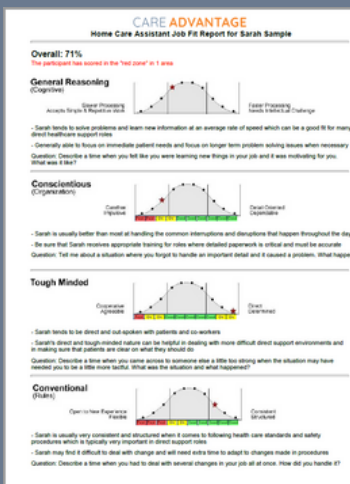 CARE ADVANTAGE
Home Care Assistant Job Fit Report for Sarah Sample
Overall: 71%
The participant has scored in the "red zone" in 1 area
General Reasoning
(Cognitive)
Slower Processing
Accepts Simple & Repetitive Work
Faster Processing
Needs Intellectual Challenge
- Sarah tends to solve problems and learn new information at an average rate of speed which can be a good fit for many
direct healthcare support roles
- Generally able to focus on immediate patient needs and focus on longer term problem solving issues when necessary
Question: Describe a time when you felt like you were learning new things in your job and it was motivating for you.
What was it like?
Conscientious
(Organization)
Carefree
Impulsive
Detail Oriented
Dependable
- Sarah is usually better than most at handling the common interruptions and disruptions that happen throughout the day
- Be sure that Sarah receives appropriate training for roles where detailed paperwork is critical and must be accurate
Question: Tell me about a situation where you forgot to handle an important detail and it caused a problem. What happe
Tough Minded
Cooperative
Agreeable
Direct
Determined
- Sarah tends to be direct and out-spoken with patients and co-workers
- Sarah's direct and tough-minded nature can be helpful in dealing with more difficult direct support environments and
in making sure that patients are clear on what they should do
Question: Describe a time when you came across to someone else a little too strong when the situation may have
needed you to be a little more tactful. What was the situation and what happened?
Conventional
(Rules)
Open to New Experience
Flexible
Consistent
Structured
- Sarah is usually very consistent and structured when it comes to following health care standards and safety
procedures which is typically very important in direct support roles
- Sarah may find it difficult to deal with change and will need extra time to adapt to changes made in procedures
Question: Describe a time when you had to deal with several changes in your job all at once. How did you handle it?